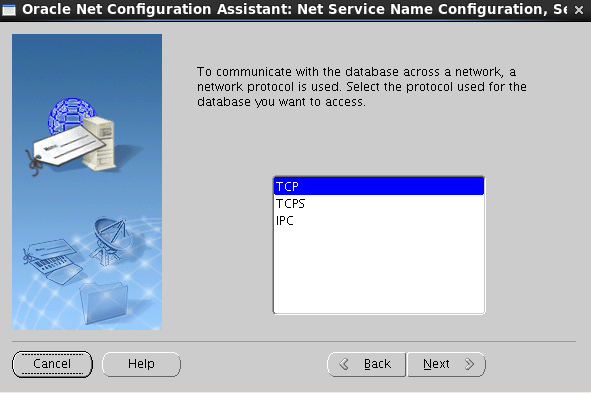 Oracle Net Configuration Assistant: Net Service Name Configuration, Se
To communicate with the database across a network, a
network protocol is used. Select the protocol used for the
database you want to access.
TCP
TCPS
IPC
Cancel
Help
Back
Next